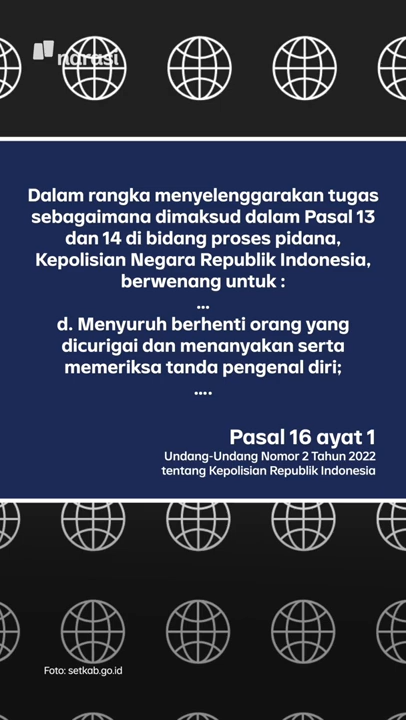 narasi
Dalam rangka menyelenggarakan tugas
sebagaimana dimaksud dalam Pasal 13
dan 14 di bidang proses pidana,
Kepolisian Negara Republik Indonesia,
berwenang untuk :
...
d. Menyuruh berhenti orang yang
dicurigai dan menanyakan serta
memeriksa tanda pengenal diri;
....
Pasal 16 ayat 1
Undang-Undang Nomor 2 Tahun 2022
tentang Kepolisian Republik Indonesia
Foto: setkab.go.id